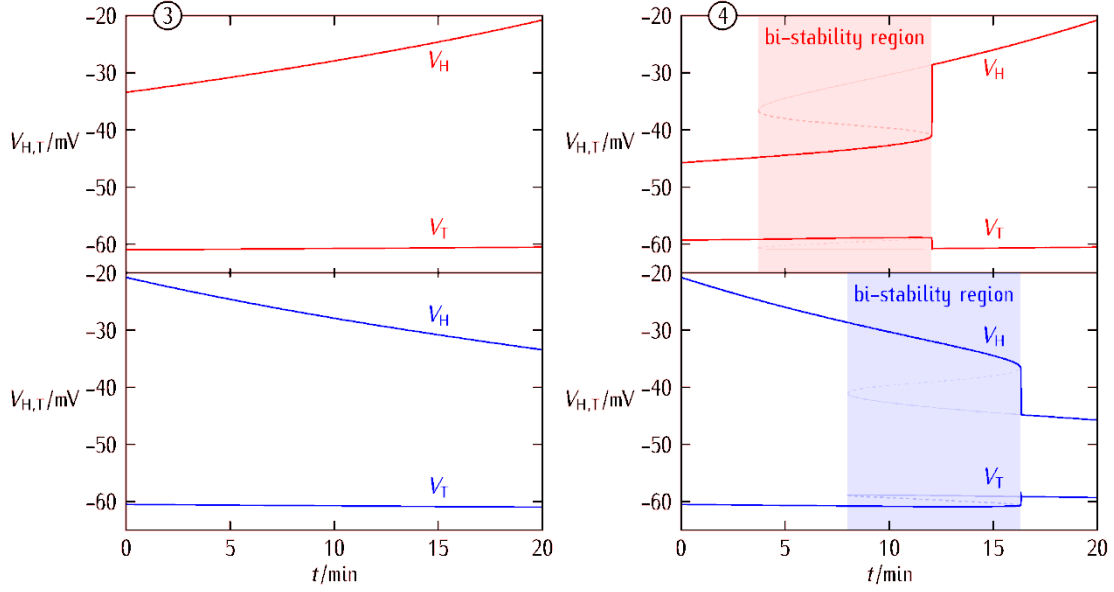 ③ ④
−20 −20
bi-stability region
V_H V_H
−30 −30
V_H,T/mV −40 V_H,T/mV −40
−50 −50
V_T V_T
−60 −60
−20 −20
bi-stability region
V_H V_H
−30 −30
V_H,T/mV −40 V_H,T/mV −40
−50 −50
V_T V_T
−60 −60
0 5 10 15 20 0 5 10 15 20
t/min t/min